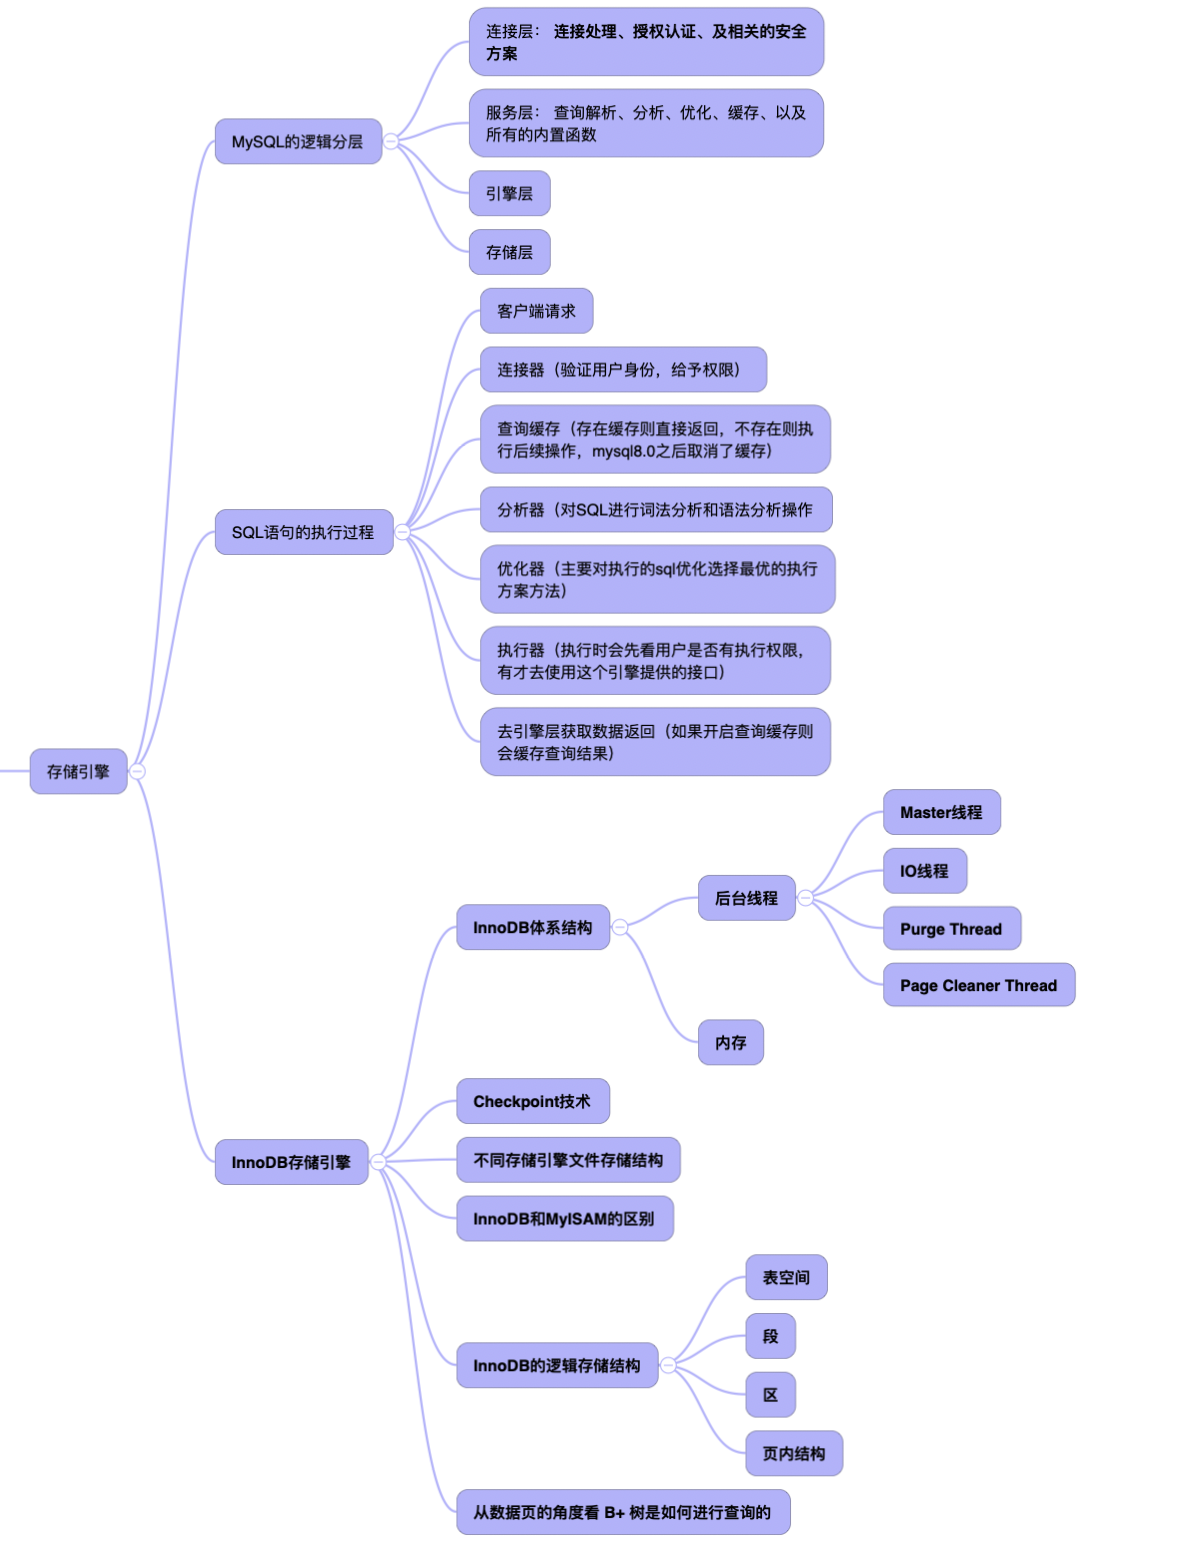 存储引擎
MySQL的逻辑分层
连接层： 连接处理、授权认证、及相关的安全
方案
服务层： 查询解析、分析、优化、缓存、以及
所有的内置函数
引擎层
存储层
SQL语句的执行过程
客户端请求
连接器（验证用户身份，给予权限）
查询缓存（存在缓存则直接返回，不存在则执
行后续操作，mysql8.0之后取消了缓存）
分析器（对SQL进行词法分析和语法分析操作
优化器（主要对执行的sql优化选择最优的执行
方案方法）
执行器（执行时会先看用户是否有执行权限，
有才去使用这个引擎提供的接口）
去引擎层获取数据返回（如果开启查询缓存则
会缓存查询结果）
InnoDB存储引擎
InnoDB体系结构
后台线程
Master线程
IO线程
Purge Thread
Page Cleaner Thread
内存
Checkpoint技术
不同存储引擎文件存储结构
InnoDB和MyISAM的区别
InnoDB的逻辑存储结构
表空间
段
区
页内结构
从数据页的角度看 B+ 树是如何进行查询的